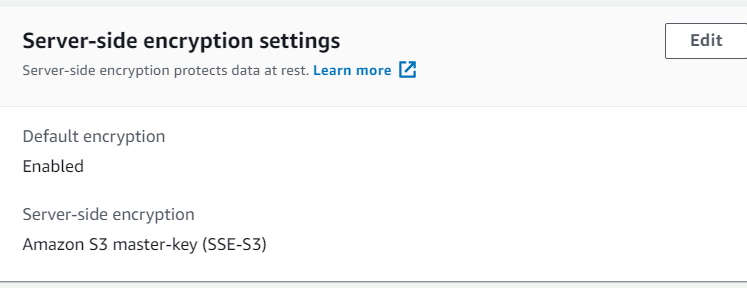 Server-side encryption settings
Edit
Server-side encryption protects data at rest. Learn more
Default encryption
Enabled
Server-side encryption
Amazon S3 master-key (SSE-S3)